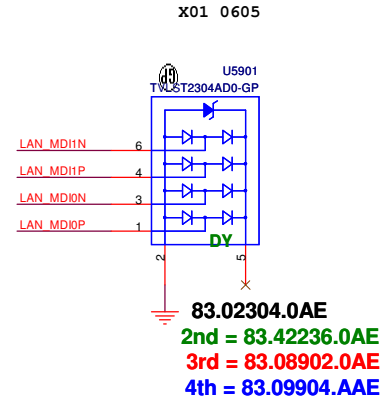 X01 0605
GP
U5901
TVLST2304AD0-GP
LAN_MDI1N 6
LAN_MDI1P 4
LAN_MDI0N 3
LAN_MDI0P 1
DY
2 5
83.02304.0AE
2nd = 83.42236.0AE
3rd = 83.08902.0AE
4th = 83.09904.AAE